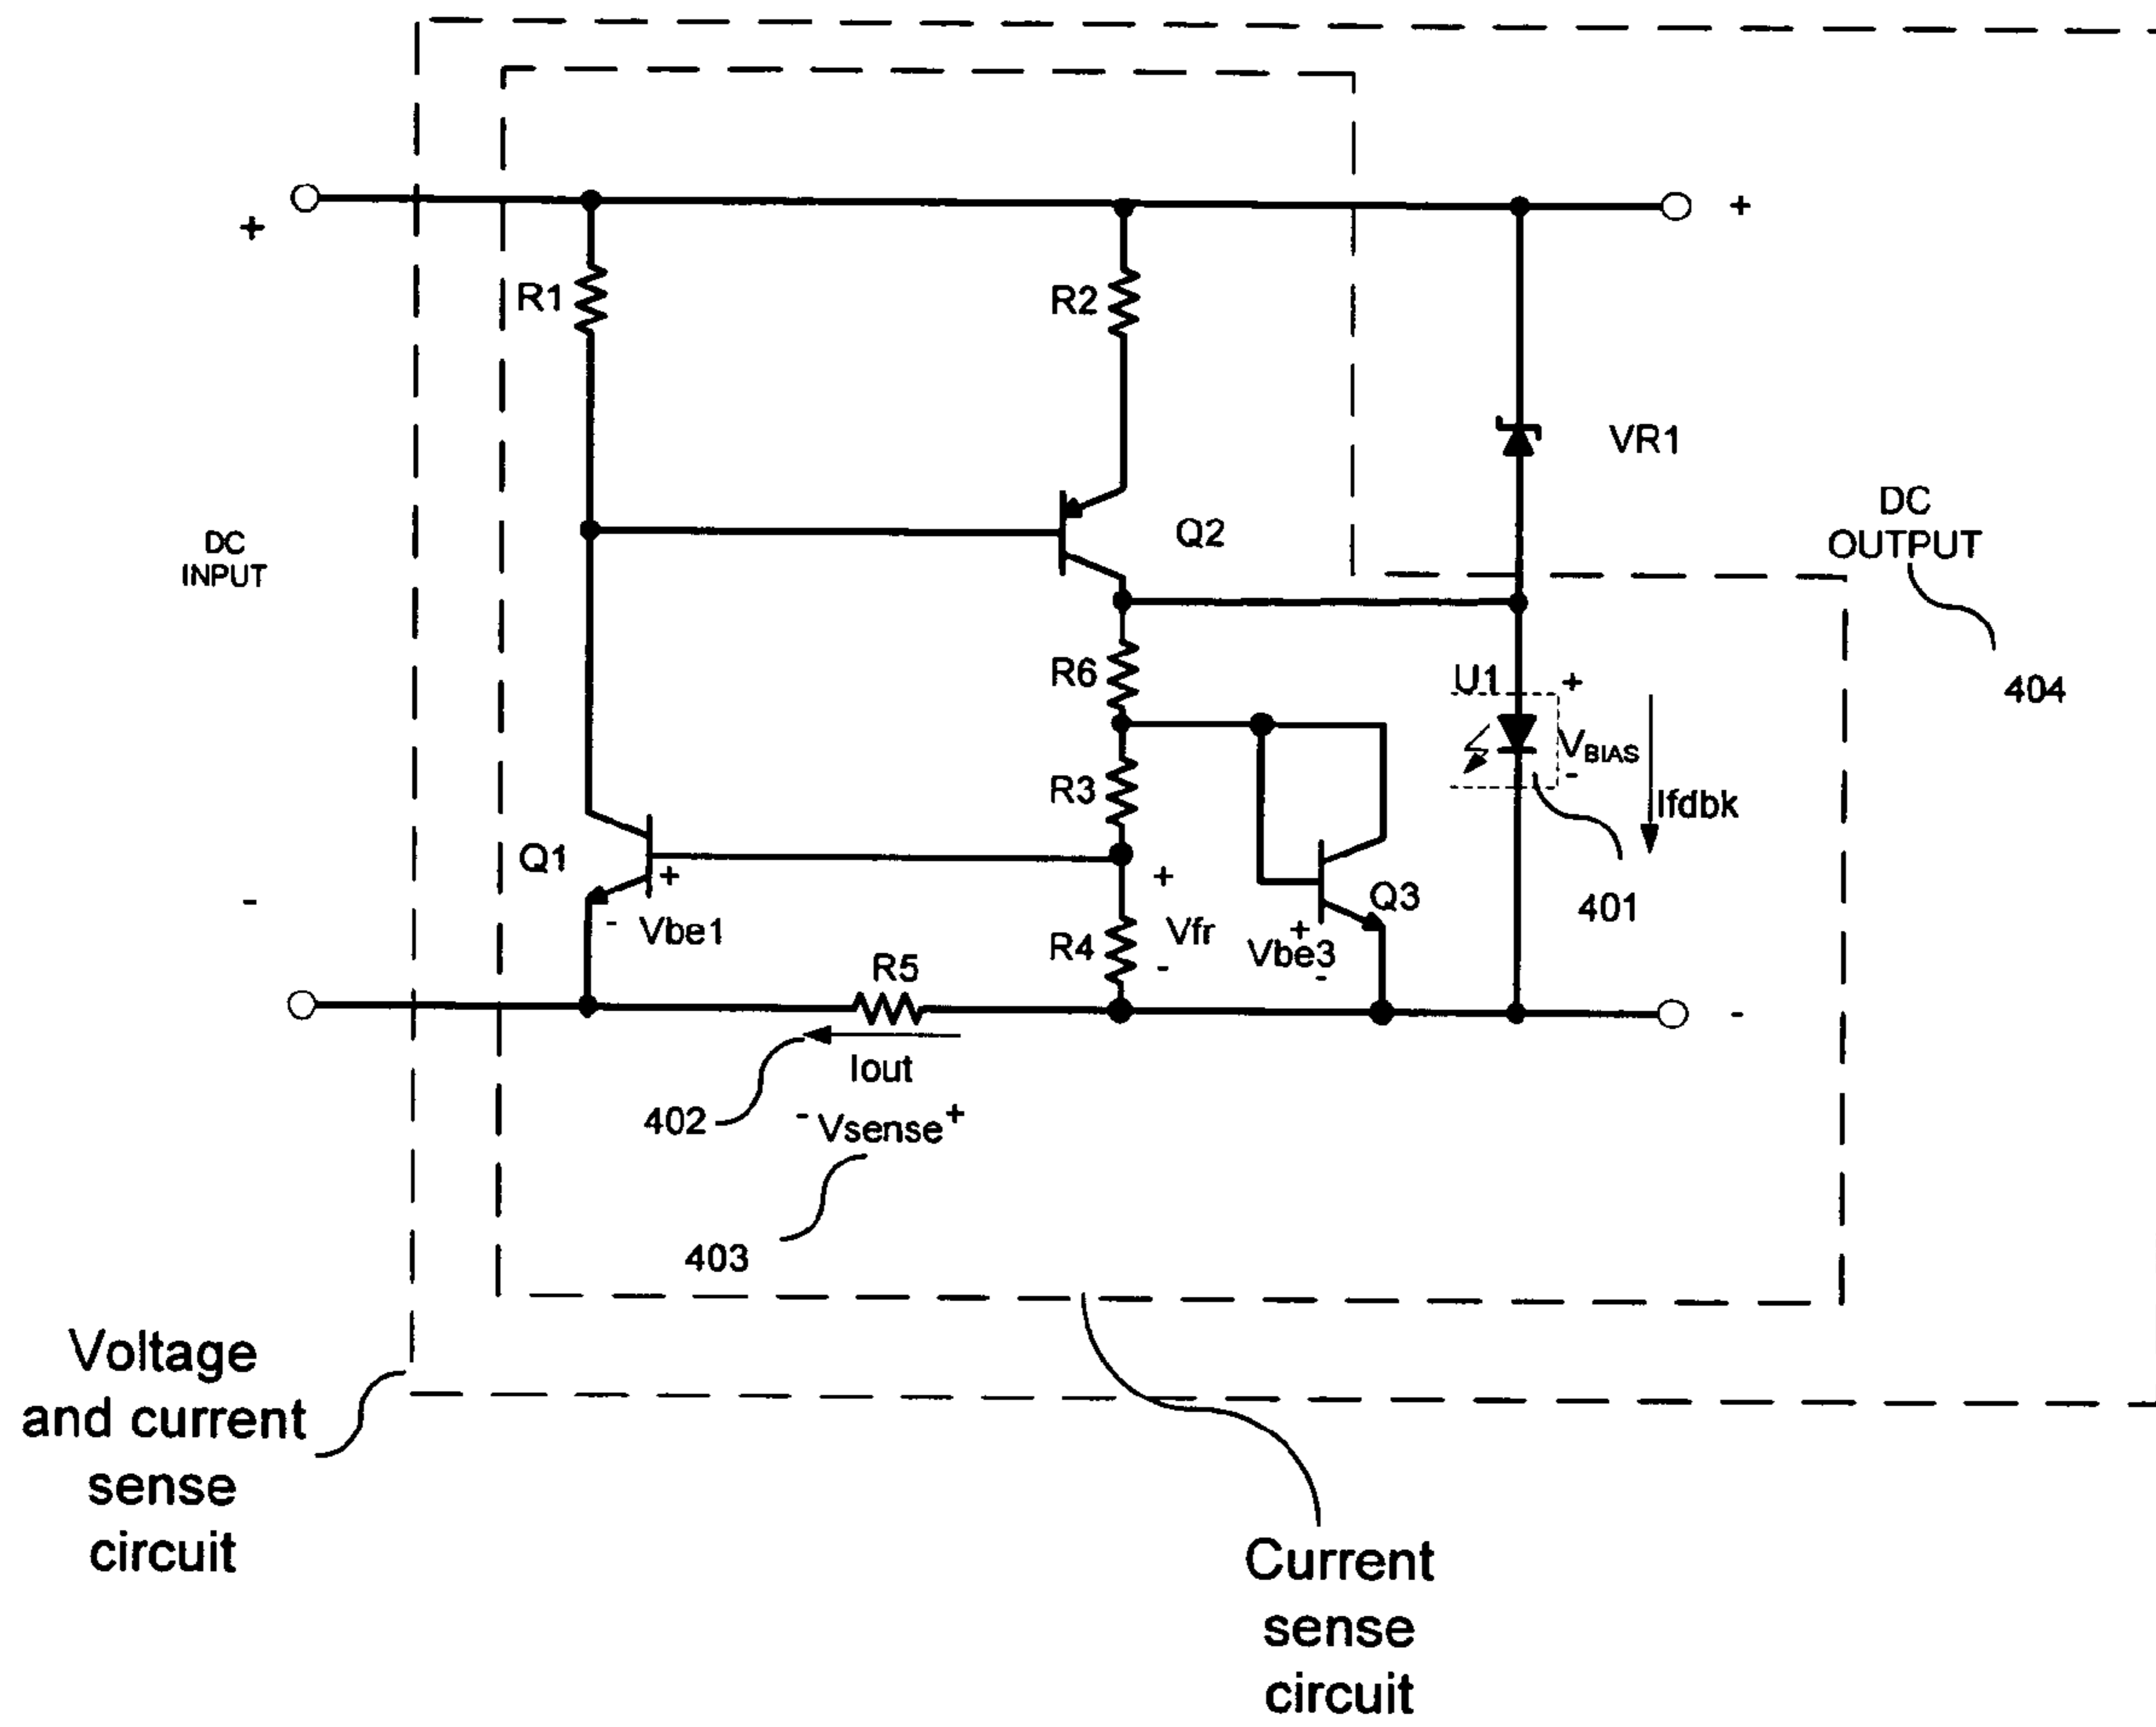 +
+
R1
R2
VR1
DC
INPUT
Q2
DC
OUTPUT
404
R6
U1
+
VBIAS
-
Ifdbk
R3
Q1
+
-
Vbe1
-
+
Vfr
-
R4
Q3
+
Vbe3
-
401
R5
-
Iout
402
- Vsense +
403
Voltage
and current
sense
circuit
Current
sense
circuit